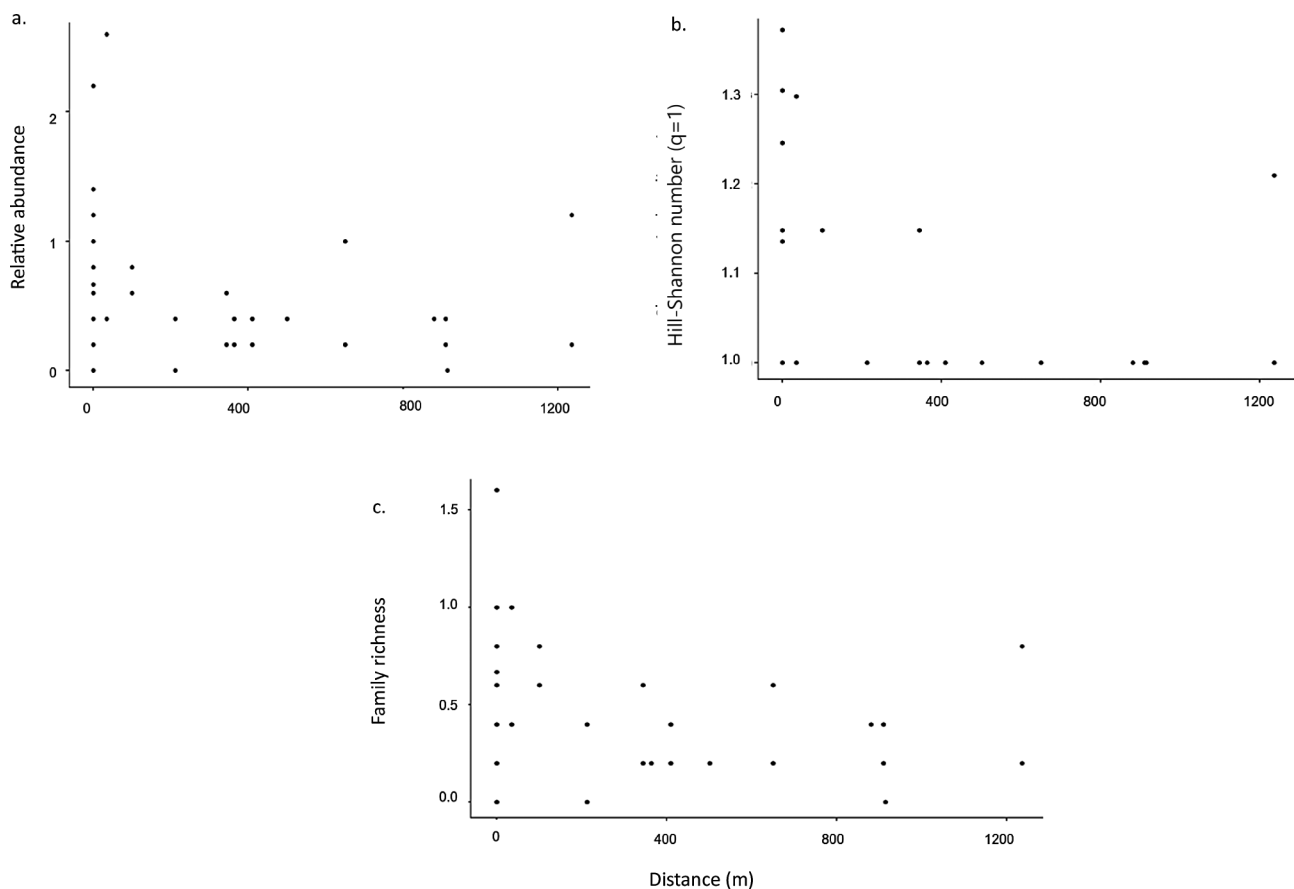 a.
Relative abundance
2
1
0
0 400 800 1200
b.
Hill-Shannon number (q=1)
1.3
1.2
1.1
1.0
0 400 800 1200
c.
Family richness
1.5
1.0
0.5
0.0
0 400 800 1200
Distance (m)